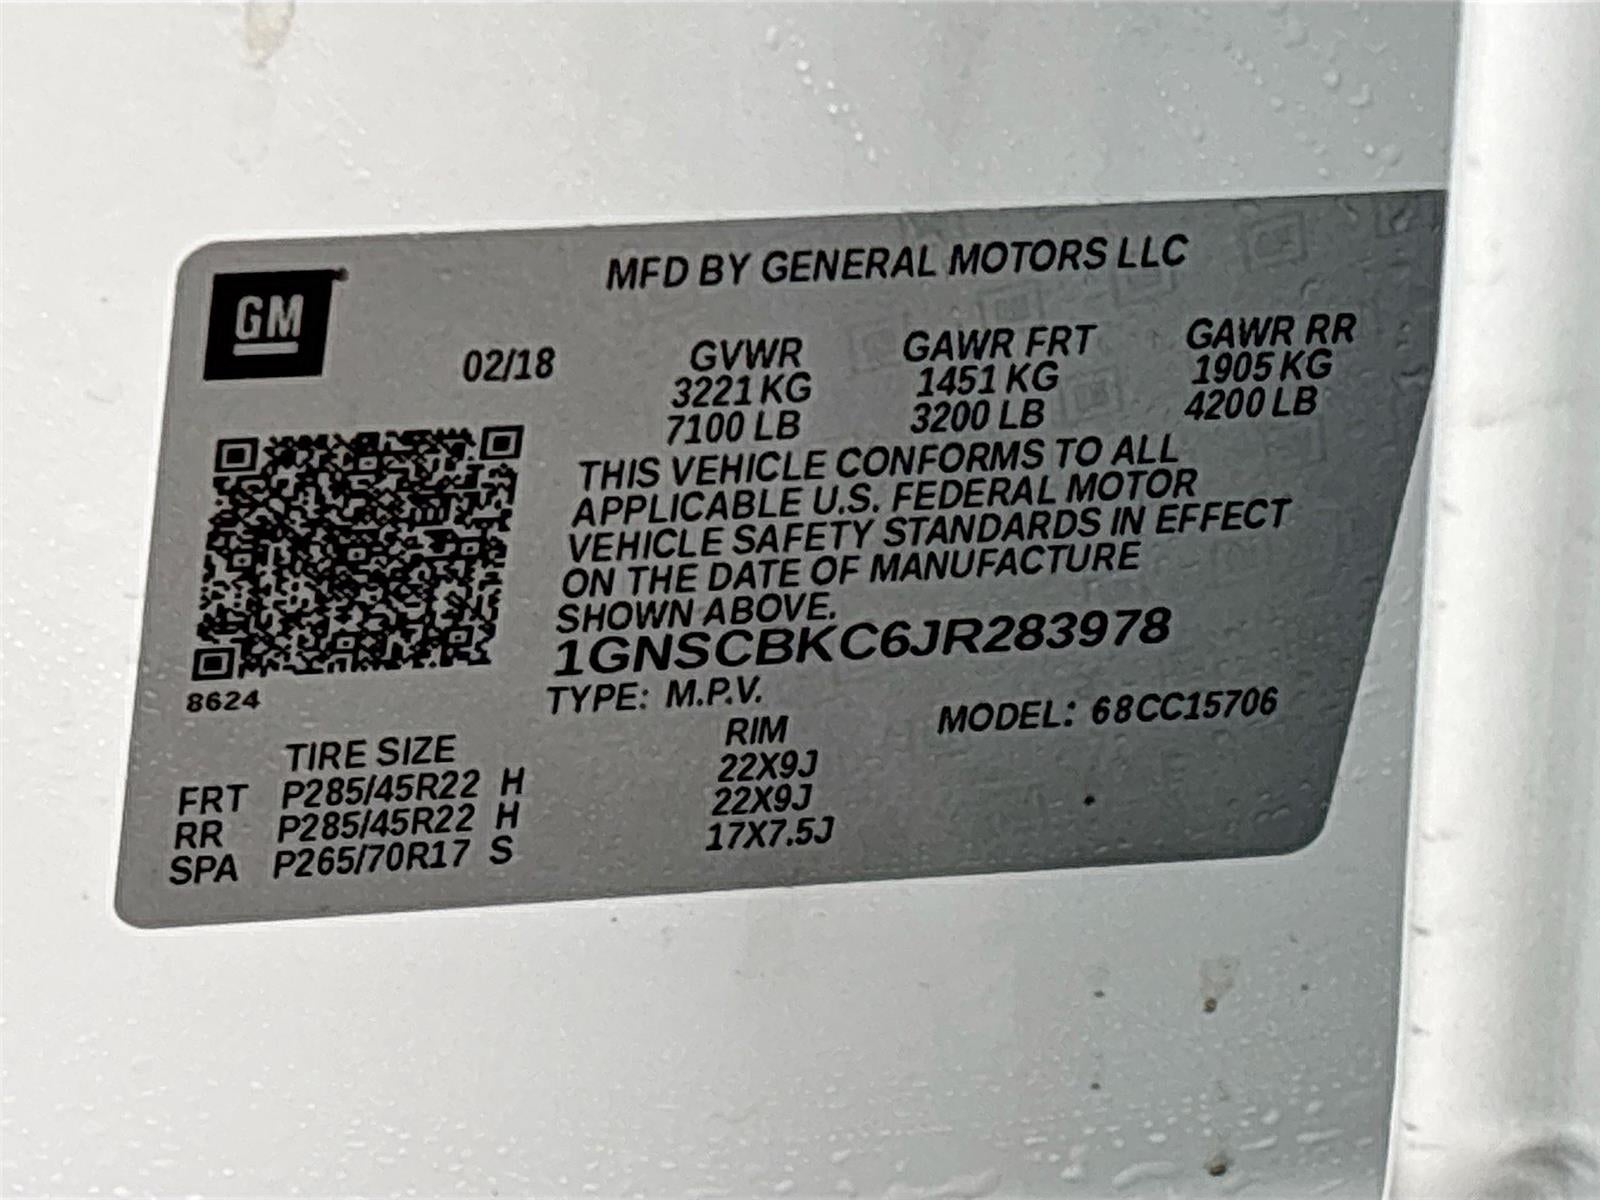 MFD BY GENERAL MOTORS LLC
GM
02/18 GVWR GAWR FRT GAWR RR
3221 KG 1451 KG 1905 KG
7100 LB 3200 LB 4200 LB
THIS VEHICLE CONFORMS TO ALL
APPLICABLE U.S. FEDERAL MOTOR
VEHICLE SAFETY STANDARDS IN EFFECT
ON THE DATE OF MANUFACTURE
SHOWN ABOVE.
1GNSCBKC6JR283978
8624
TYPE: M.P.V. MODEL: 68CC15706
TIRE SIZE RIM
FRT P285/45R22 H 22X9J
RR P285/45R22 H 22X9J
SPA P265/70R17 S 17X7.5J